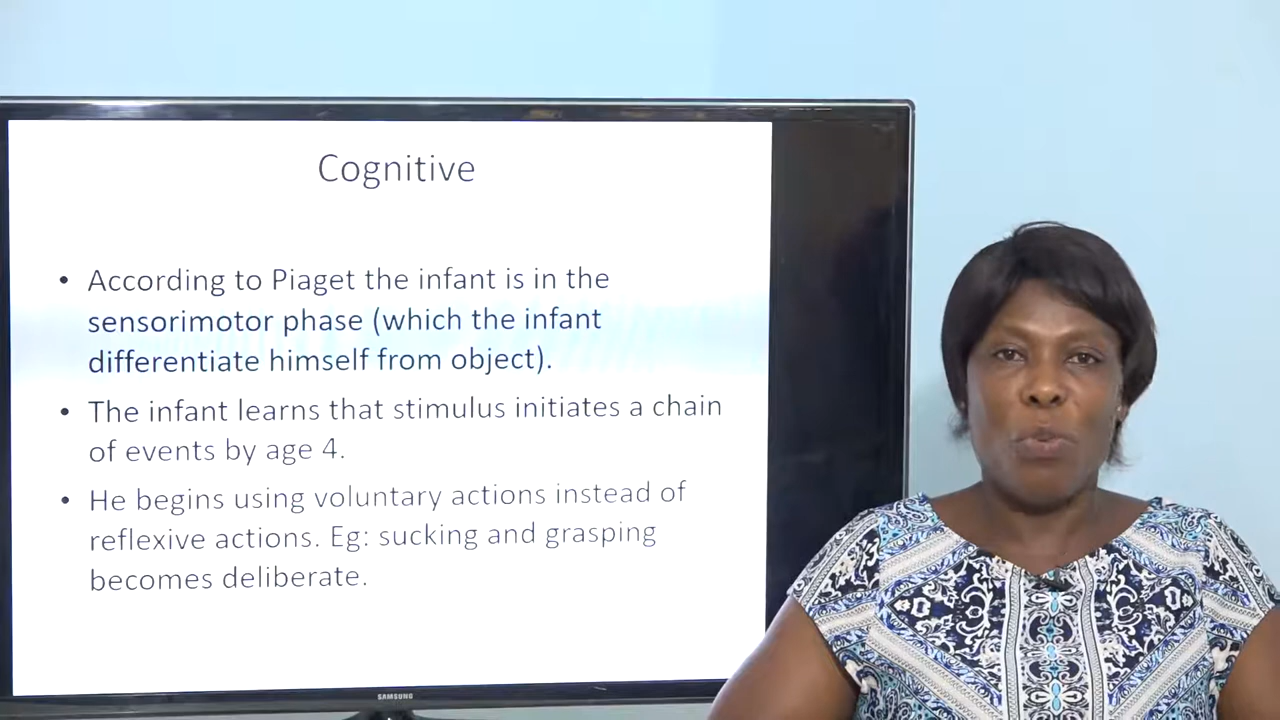 Cognitive
• According to Piaget the infant is in the
sensorimotor phase (which the infant
differentiate himself from object).
• The infant learns that stimulus initiates a chain
of events by age 4.
• He begins using voluntary actions instead of
reflexive actions. Eg: sucking and grasping
becomes deliberate.
SAMSUNG